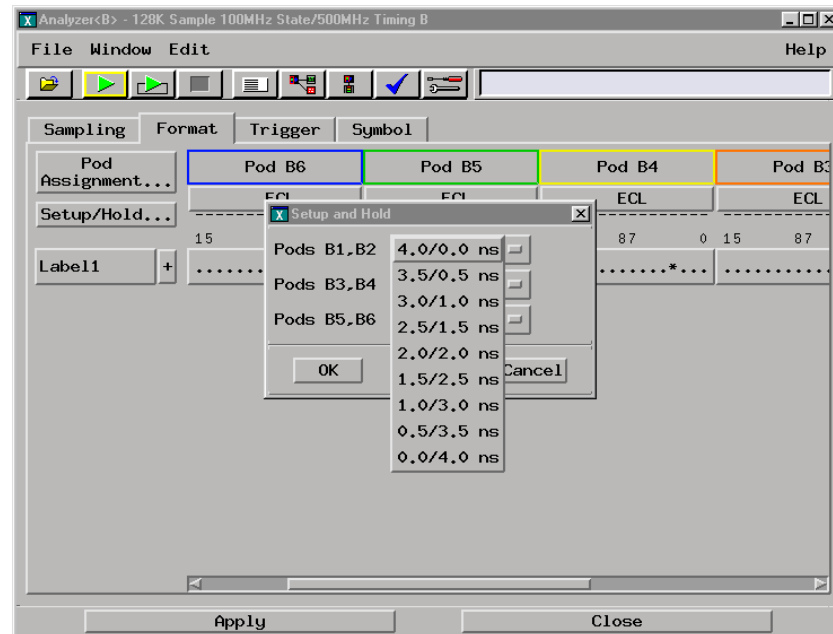 Analyzer<B> - 128K Sample 100MHz State/500MHz Timing B
File Window Edit Help
Sampling Format Trigger Symbol
Pod Assignment... Pod B6 Pod B5 Pod B4 Pod B3
ECL ECL ECL ECL
Setup/Hold...
Setup and Hold
15 87 0 15 87
Label1 + ....... .......*... ............
Pods B1,B2 4.0/0.0 ns
3.5/0.5 ns
Pods B3,B4
3.0/1.0 ns
Pods B5,B6
2.5/1.5 ns
2.0/2.0 ns
OK 1.5/2.5 ns Cancel
1.0/3.0 ns
0.5/3.5 ns
0.0/4.0 ns
Apply Close